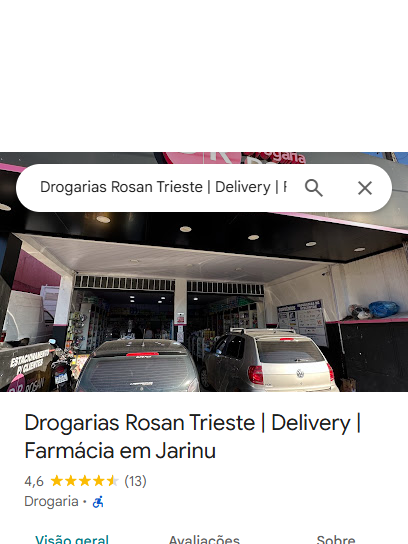 Drogaria
Drogarias Rosan Trieste | Delivery | F
ESTACIONAMENTO
P/ CLIENTES
Drogarias Rosan Trieste | Delivery |
Farmácia em Jarinu
4,6 (13)
Drogaria •
Visão geral Avaliações Sobre